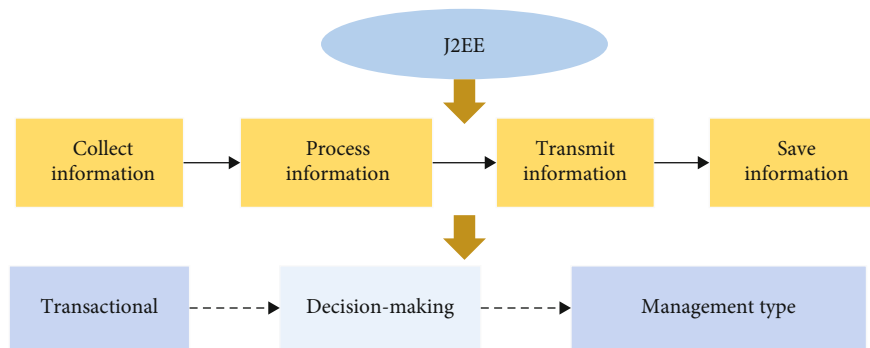 J2EE
Collect
information
Process
information
Transmit
information
Save
information
Transactional
Decision-making
Management type